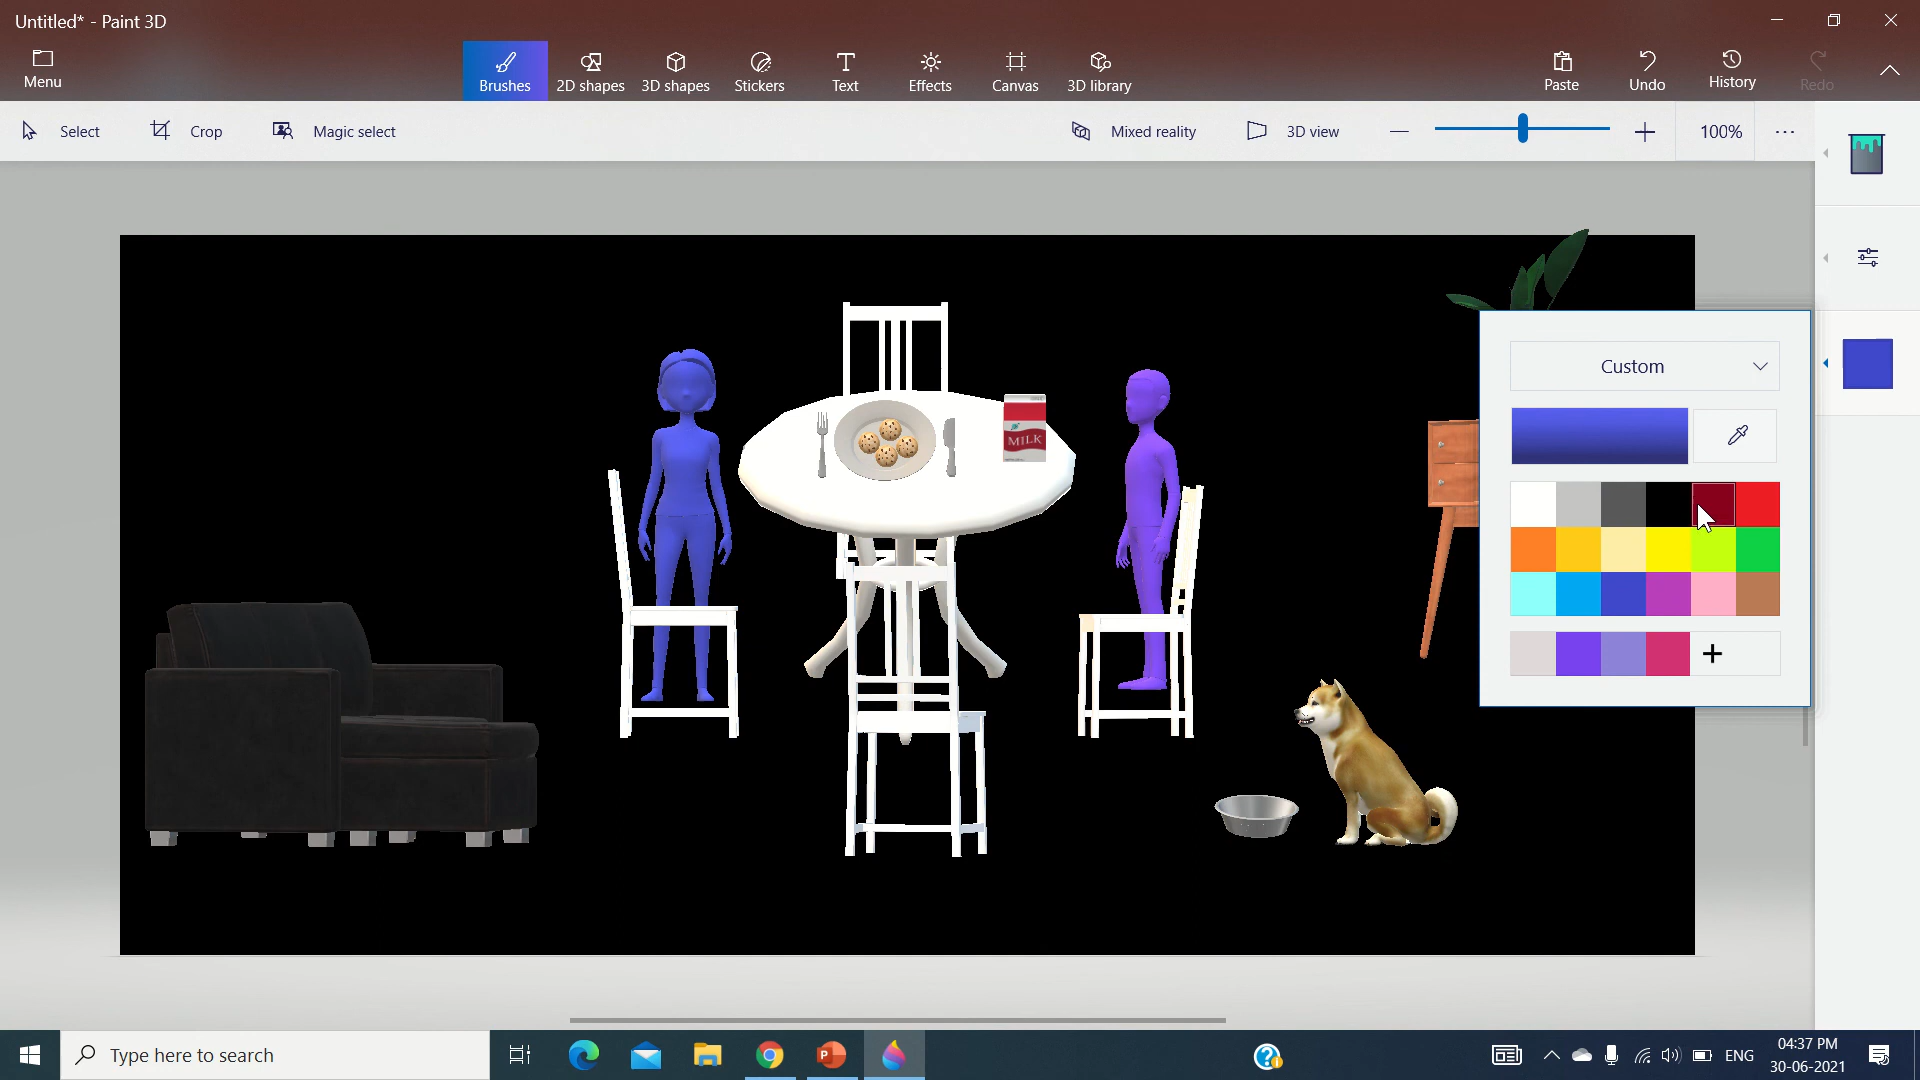 Untitled* - Paint 3D
Menu
Brushes
2D shapes
3D shapes
Stickers
Text
Effects
Canvas
3D library
Paste
Undo
History
Redo
Select
Crop
Magic select
Mixed reality
3D view
100%
Custom
MILK
Type here to search
ENG
04:37 PM
30-06-2021